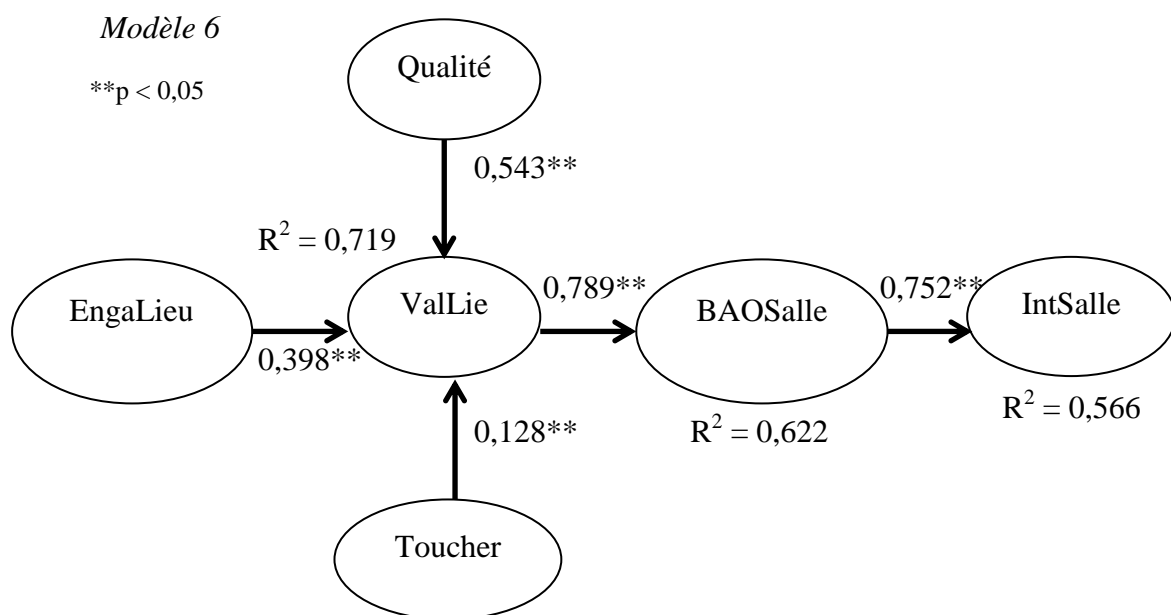 Modèle 6
**p < 0,05
Qualité
0,543**
R² = 0,719
EngaLieu
0,398**
ValLie
0,789**
BAOSalle
R² = 0,622
0,752**
IntSalle
R² = 0,566
0,128**
Toucher